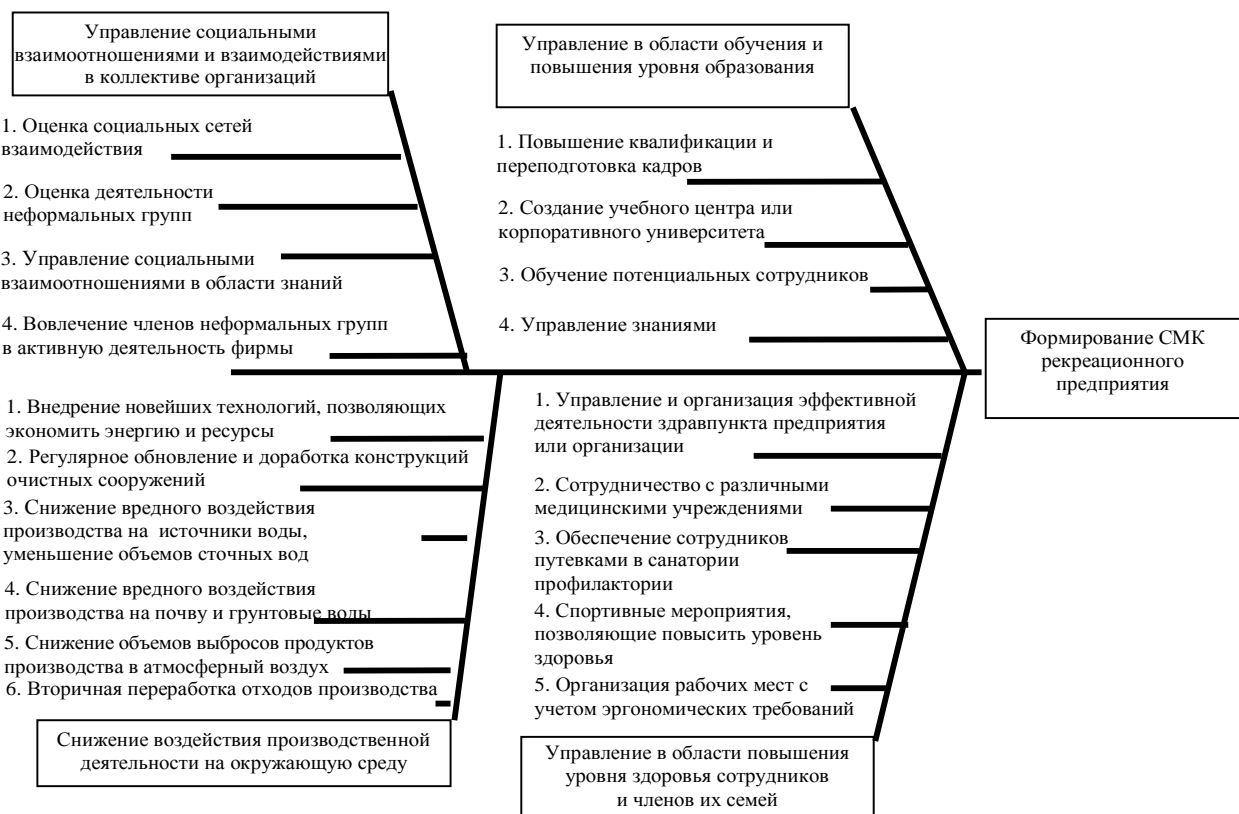 Управление социальными
взаимоотношениями и взаимодействиями
в коллективе организаций
1. Оценка социальных сетей
взаимодействия
2. Оценка деятельности
неформальных групп
3. Управление социальными
взаимоотношениями в области знаний
4. Вовлечение членов неформальных групп
в активную деятельность фирмы
Управление в области обучения и
повышения уровня образования
1. Повышение квалификации и
переподготовка кадров
2. Создание учебного центра или
корпоративного университета
3. Обучение потенциальных сотрудников
4. Управление знаниями
Формирование СМК
рекреационного
предприятия
1. Внедрение новейших технологий, позволяющих
экономить энергию и ресурсы
2. Регулярное обновление и доработка конструкций
очистных сооружений
3. Снижение вредного воздействия
производства на источники воды,
уменьшение объемов сточных вод
4. Снижение вредного воздействия
производства на почву и грунтовые воды
5. Снижение объемов выбросов продуктов
производства в атмосферный воздух
6. Вторичная переработка отходов производства
Снижение воздействия производственной
деятельности на окружающую среду
1. Управление и организация эффективной
деятельности здравпункта предприятия
или организации
2. Сотрудничество с различными
медицинскими учреждениями
3. Обеспечение сотрудников
путевками в санатории
профилактории
4. Спортивные мероприятия,
позволяющие повысить уровень
здоровья
5. Организация рабочих мест с
учетом эргономических требований
Управление в области повышения
уровня здоровья сотрудников
и членов их семей